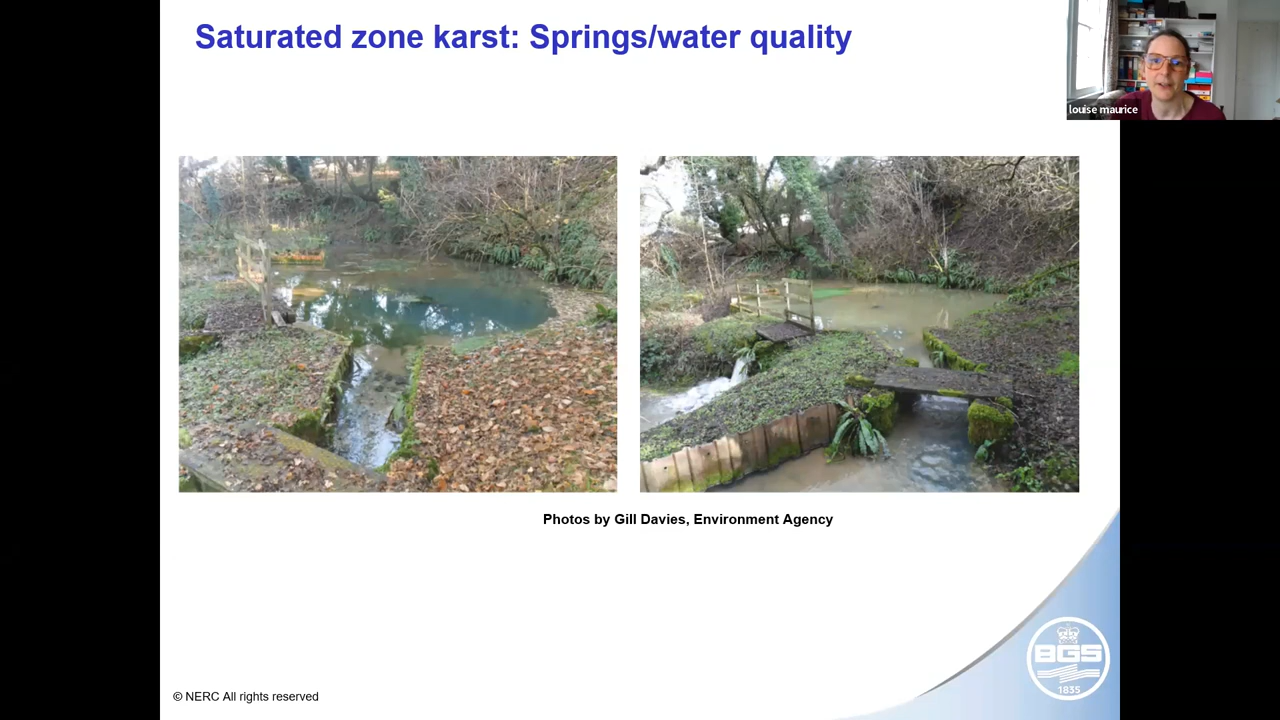 Saturated zone karst: Springs/water quality
louise maurice
Photos by Gill Davies, Environment Agency
BGS
1835
© NERC All rights reserved